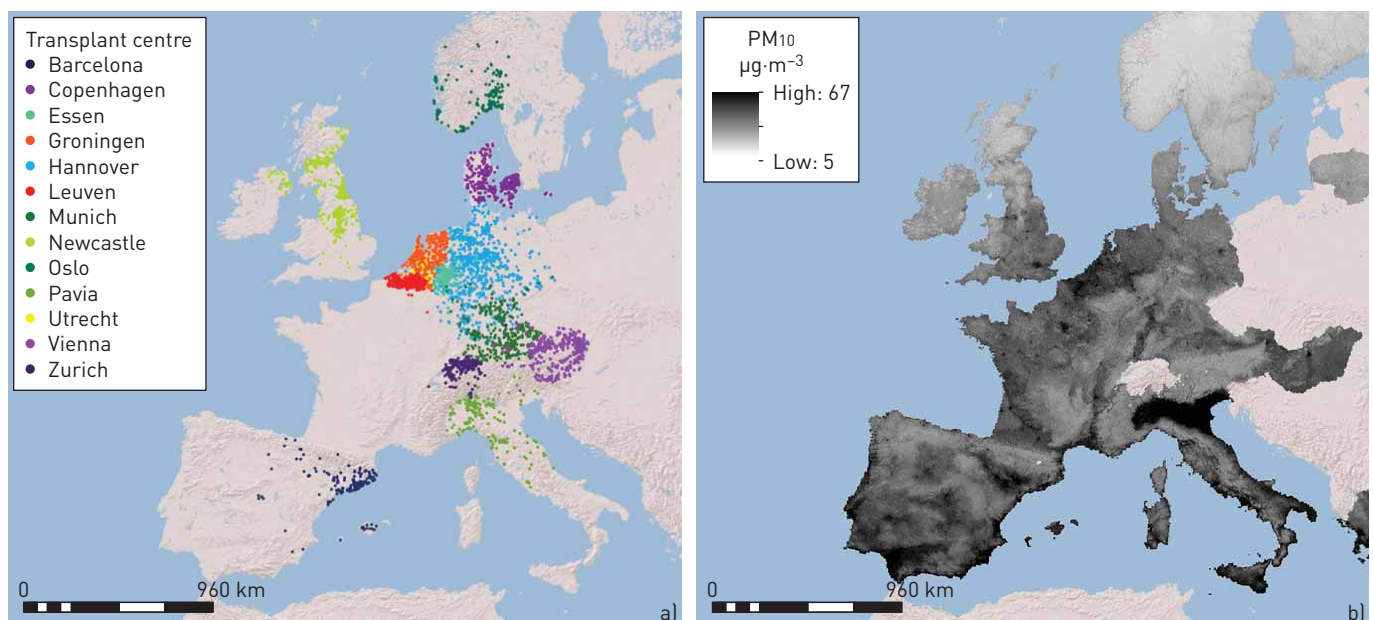 Transplant centre
Barcelona
Copenhagen
Essen
Groningen
Hannover
Leuven
Munich
Newcastle
Oslo
Pavia
Utrecht
Vienna
Zurich
0 960 km
a)
PM10
µg·m–3
High: 67
Low: 5
0 960 km
b)